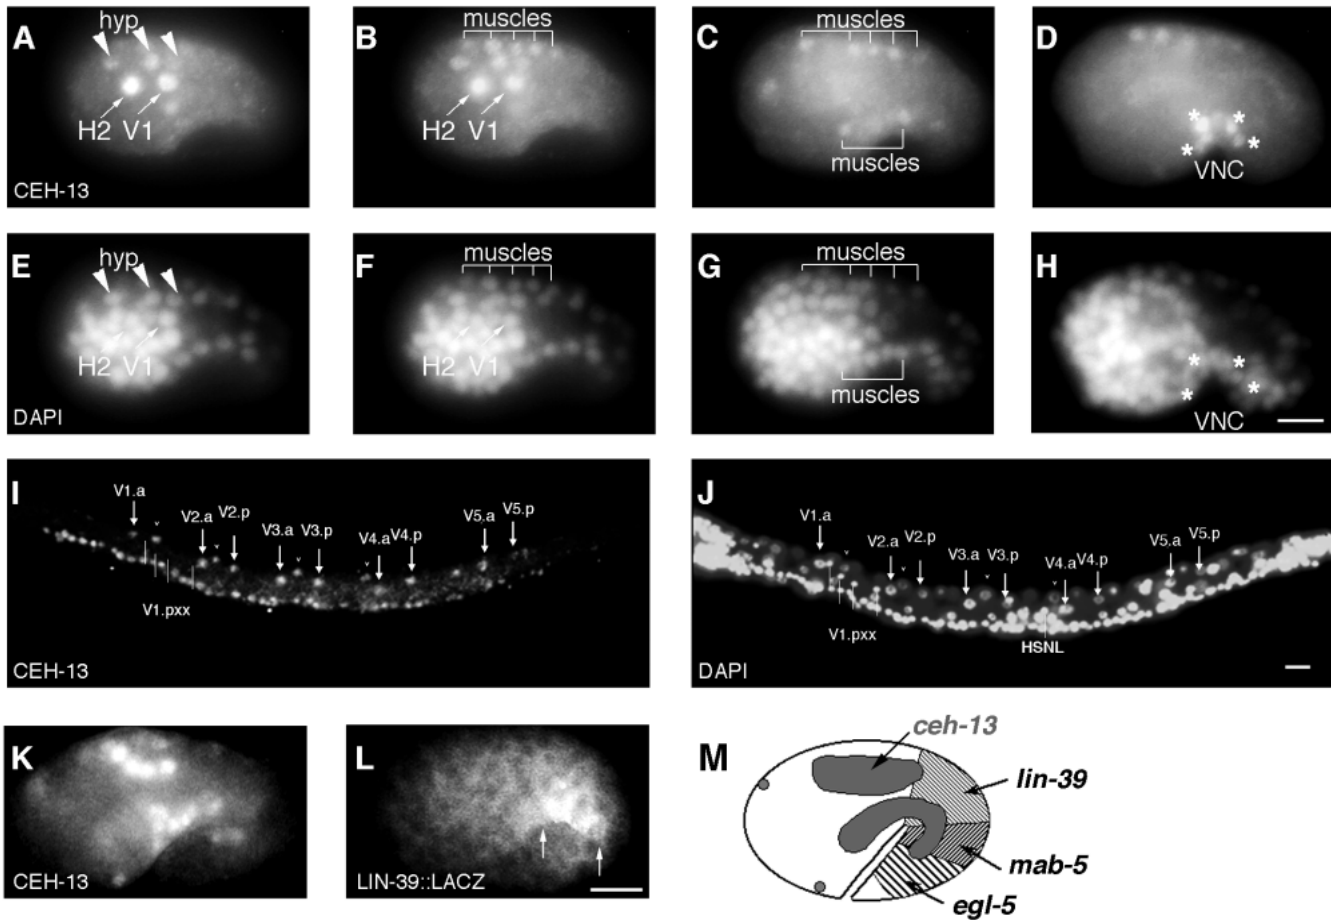 A
hyp
H2 V1
CEH-13
B
muscles
H2 V1
C
muscles
muscles
D
*
*
*
*
VNC
E
hyp
H2 V1
DAPI
F
muscles
H2 V1
G
muscles
muscles
H
*
*
*
*
VNC
I
V1.a
V2.a V2.p
V3.a V3.p
V4.a V4.p
V5.a V5.p
V1.pxx
CEH-13
J
V1.a
V2.a V2.p
V3.a V3.p
V4.a V4.p
V5.a V5.p
V1.pxx
HSNL
DAPI
K
CEH-13
L
LIN-39::LACZ
M
ceh-13
lin-39
mab-5
egl-5